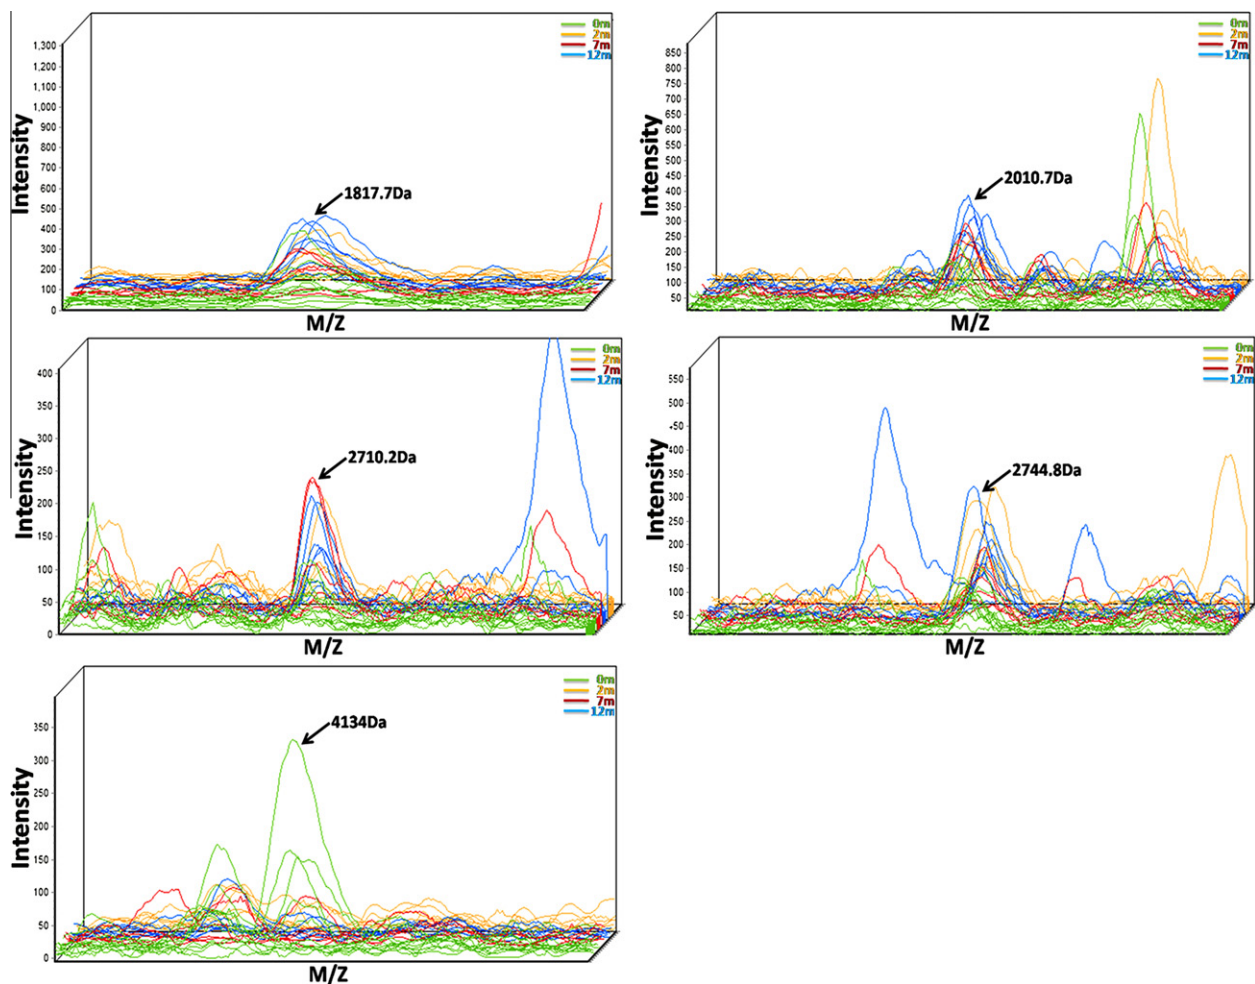 0m
2m
7m
12m
1,300
1,200
1,100
1,000
900
800
700
600
500
400
300
200
100
0
Intensity
1817.7Da
M/Z
0m
2m
7m
12m
850
800
750
700
650
600
550
500
450
400
350
300
250
200
150
100
50
Intensity
2010.7Da
M/Z
0m
2m
7m
12m
400
350
300
250
200
150
100
50
0
Intensity
2710.2Da
M/Z
0m
2m
7m
12m
550
500
450
400
350
300
250
200
150
100
50
Intensity
2744.8Da
M/Z
0m
2m
7m
12m
350
300
250
200
150
100
50
0
Intensity
4134Da
M/Z